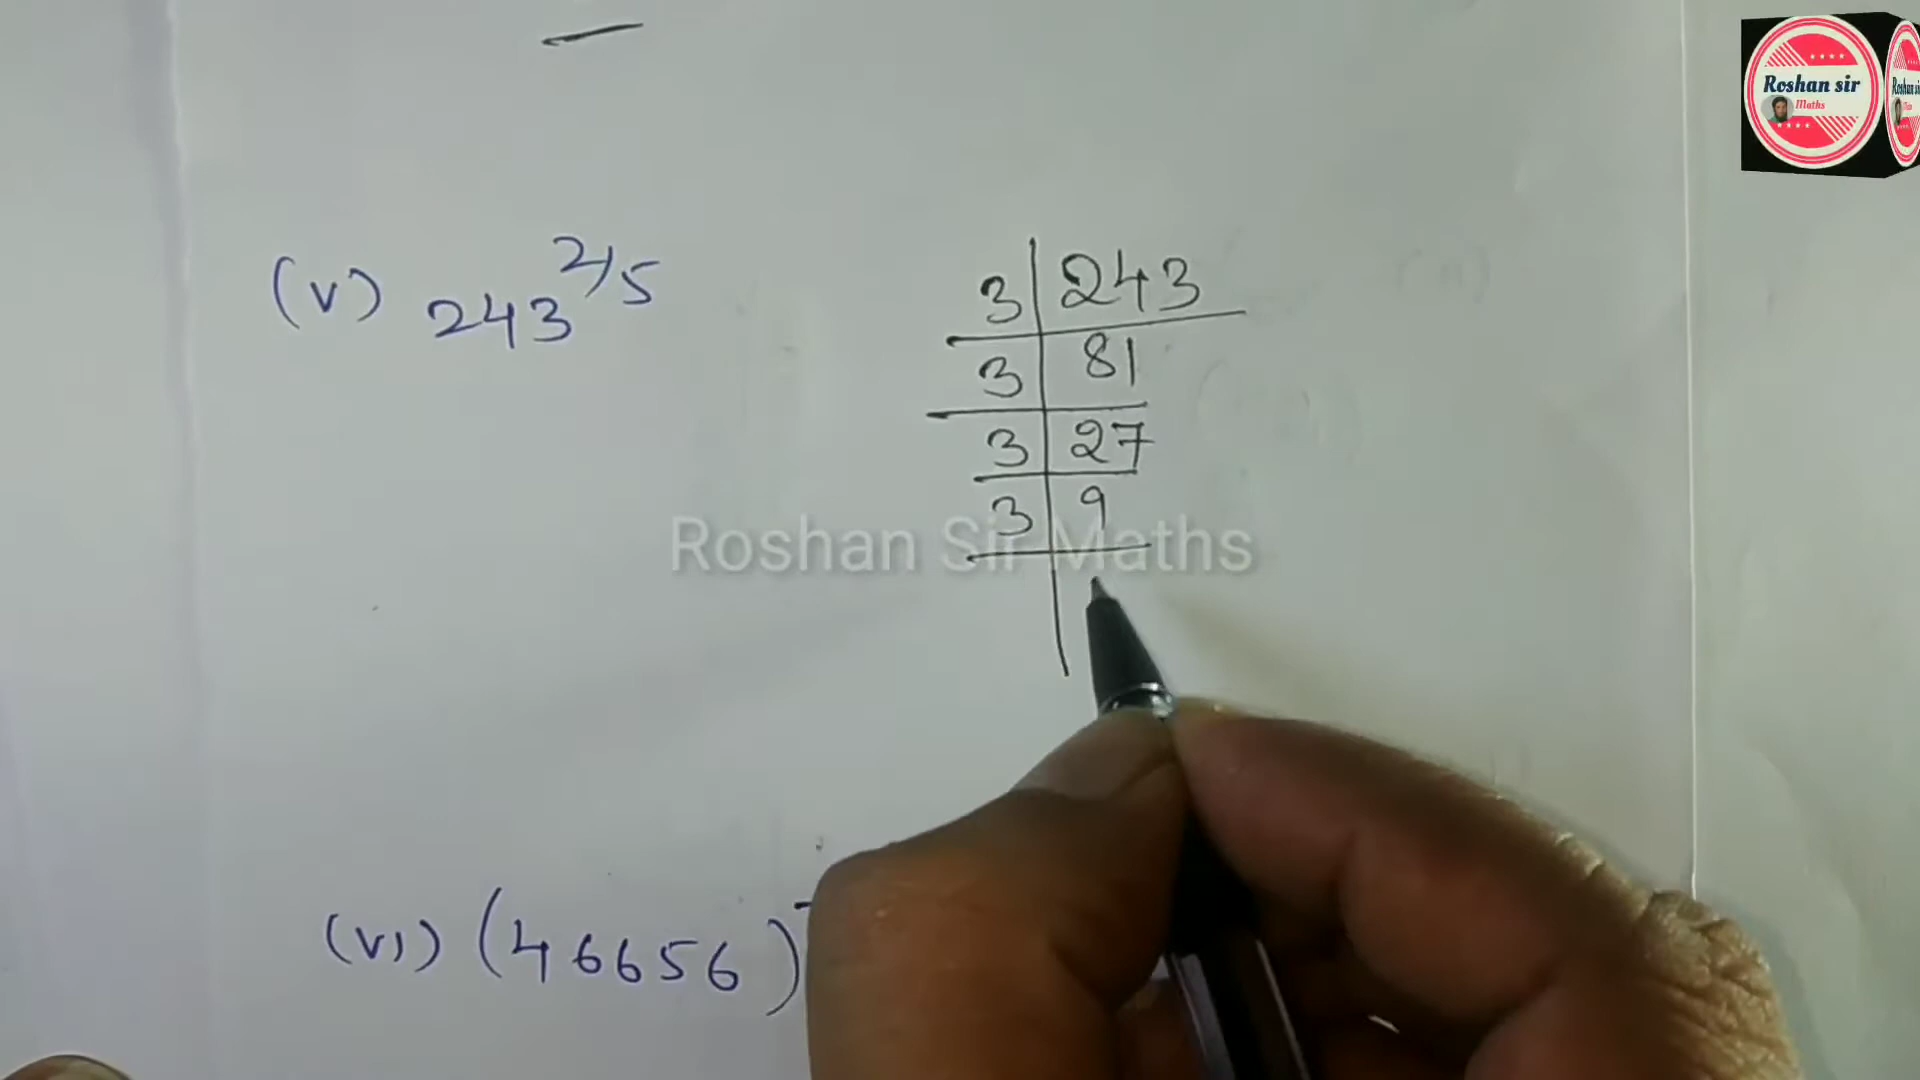 Roshan sir
Maths
(v) 243^2/5
3 | 243
3 | 81
3 | 27
3 | 9
Roshan Sir Maths
(vi) (46656)